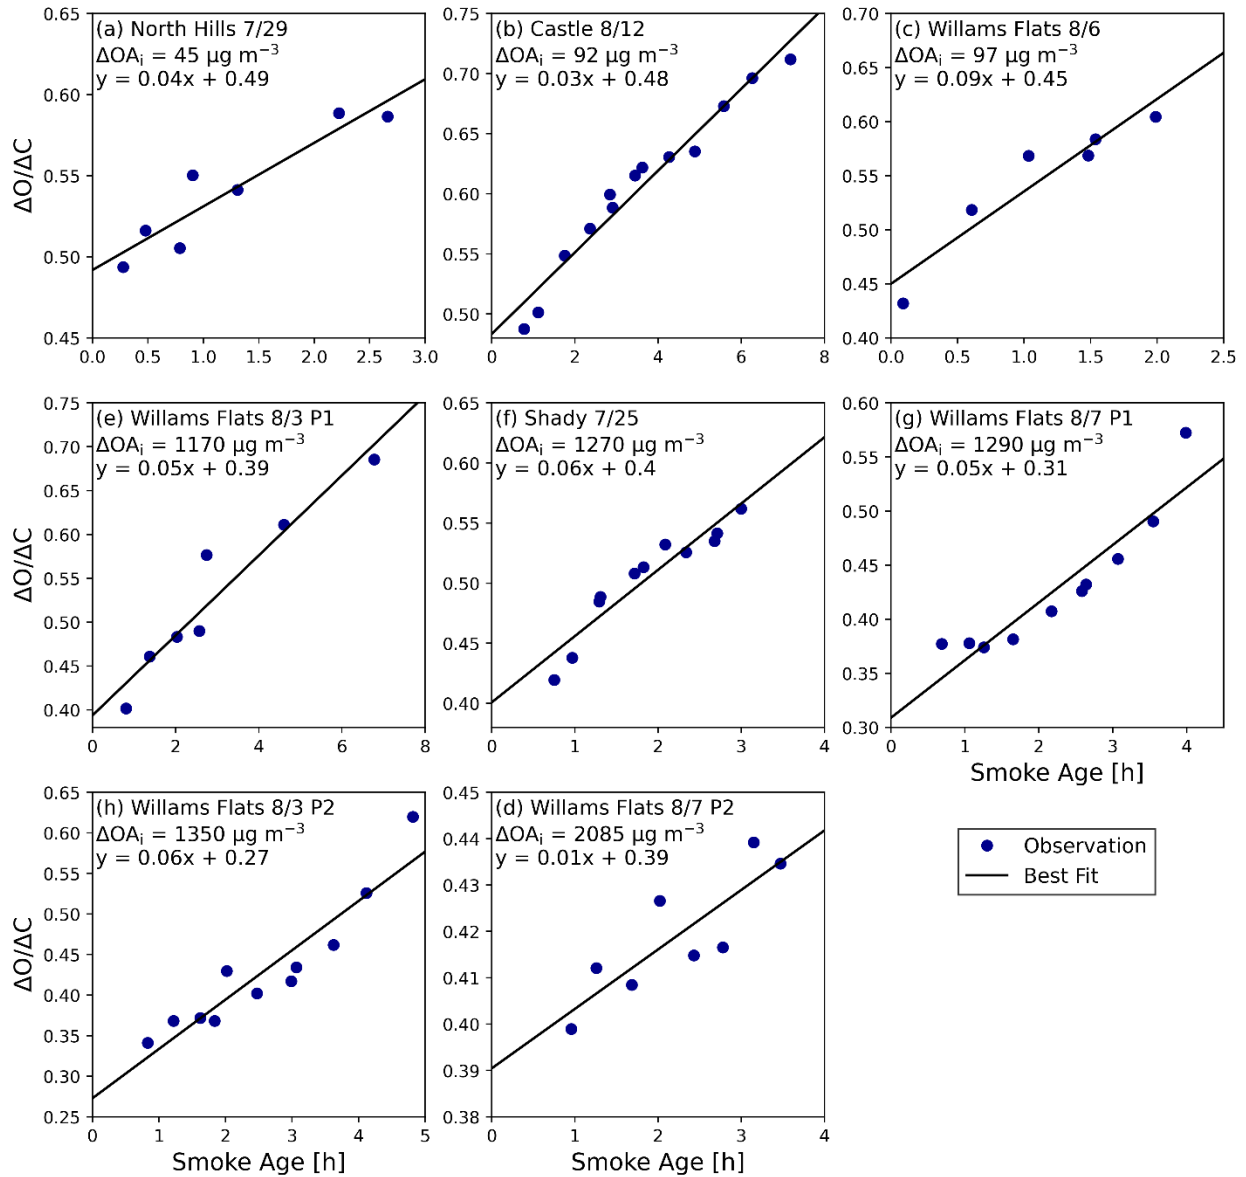 (a) North Hills 7/29
ΔOAᵢ = 45 μg m⁻³
y = 0.04x + 0.49
ΔO/ΔC
0.65
0.60
0.55
0.50
0.45
0.0 0.5 1.0 1.5 2.0 2.5 3.0
(b) Castle 8/12
ΔOAᵢ = 92 μg m⁻³
y = 0.03x + 0.48
0.75
0.70
0.65
0.60
0.55
0.50
0 2 4 6 8
(c) Willams Flats 8/6
ΔOAᵢ = 97 μg m⁻³
y = 0.09x + 0.45
0.70
0.65
0.60
0.55
0.50
0.45
0.40
0.0 0.5 1.0 1.5 2.0 2.5
(e) Willams Flats 8/3 P1
ΔOAᵢ = 1170 μg m⁻³
y = 0.05x + 0.39
ΔO/ΔC
0.75
0.70
0.65
0.60
0.55
0.50
0.45
0.40
0 2 4 6 8
(f) Shady 7/25
ΔOAᵢ = 1270 μg m⁻³
y = 0.06x + 0.4
0.65
0.60
0.55
0.50
0.45
0.40
0 1 2 3 4
(g) Willams Flats 8/7 P1
ΔOAᵢ = 1290 μg m⁻³
y = 0.05x + 0.31
0.60
0.55
0.50
0.45
0.40
0.35
0.30
0 1 2 3 4
Smoke Age [h]
(h) Willams Flats 8/3 P2
ΔOAᵢ = 1350 μg m⁻³
y = 0.06x + 0.27
ΔO/ΔC
0.65
0.60
0.55
0.50
0.45
0.40
0.35
0.30
0.25
0 1 2 3 4 5
Smoke Age [h]
(d) Willams Flats 8/7 P2
ΔOAᵢ = 2085 μg m⁻³
y = 0.01x + 0.39
0.45
0.44
0.43
0.42
0.41
0.40
0.39
0.38
0 1 2 3 4
Smoke Age [h]
Observation
Best Fit